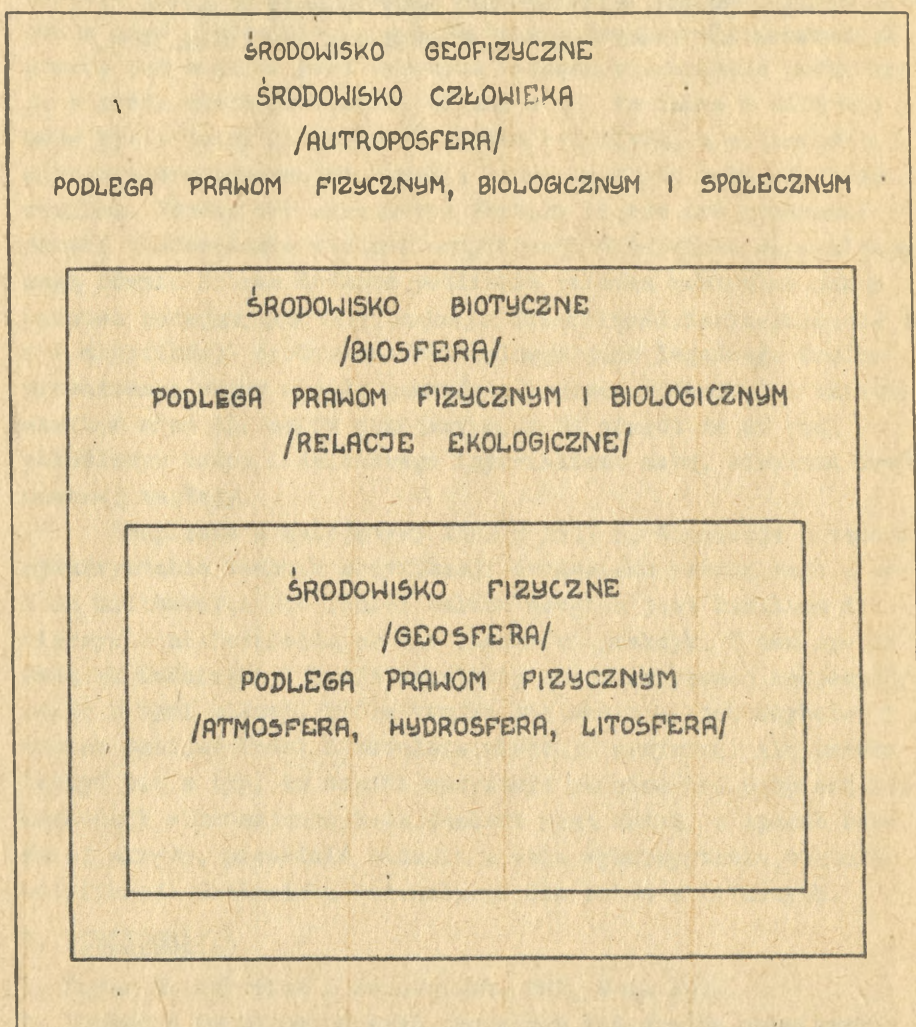 ŚRODOWISKO GEOFIZYCZNE
ŚRODOWISKO CZŁOWIEKA
/AUTROPOSFERA/
PODLEGA PRAWOM FIZYCZNYM, BIOLOGICZNYM I SPOŁECZNYM
ŚRODOWISKO BIOTYCZNE
/BIOSFERA/
PODLEGA PRAWOM FIZYCZNYM I BIOLOGICZNYM
/RELACJE EKOLOGICZNE/
ŚRODOWISKO FIZYCZNE
/GEOSFERA/
PODLEGA PRAWOM FIZYCZNYM
/ATMOSFERA, HYDROSFERA, LITOSFERA/